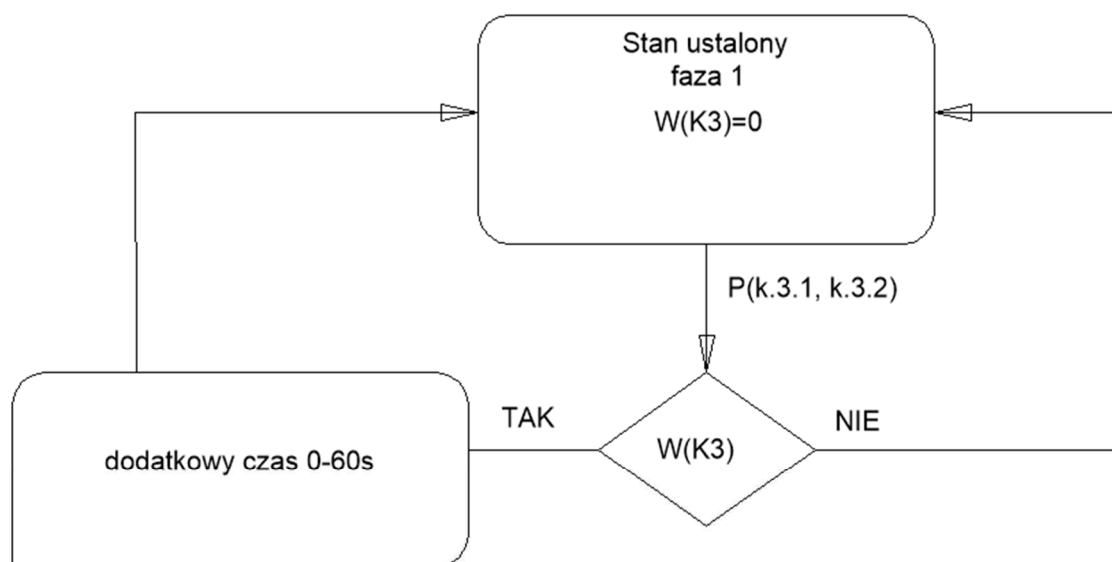 Stan ustalony
faza 1
W(K3)=0
P(k.3.1, k.3.2)
TAK
NIE
W(K3)
dodatkowy czas 0-60s